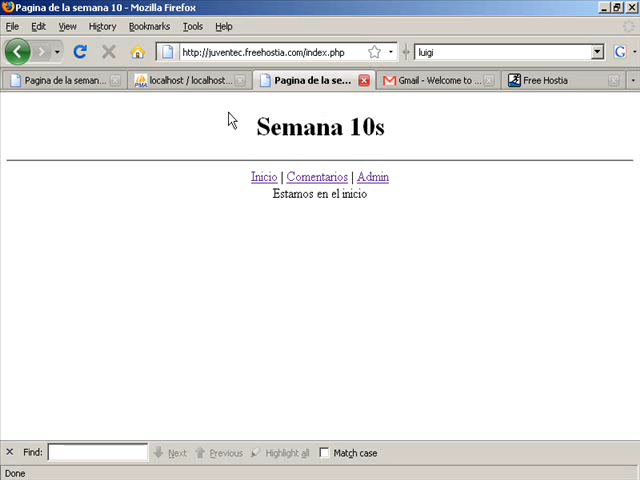 Pagina de la semana 10 - Mozilla Firefox
File Edit View History Bookmarks Tools Help
http://juventec.freehostia.com/index.php luigi
Pagina de la seman... localhost / localhost... Pagina de la se... Gmail - Welcome to ... Free Hostia
Semana 10s
Inicio | Comentarios | Admin
Estamos en el inicio
Find: Next Previous Highlight all Match case
Done